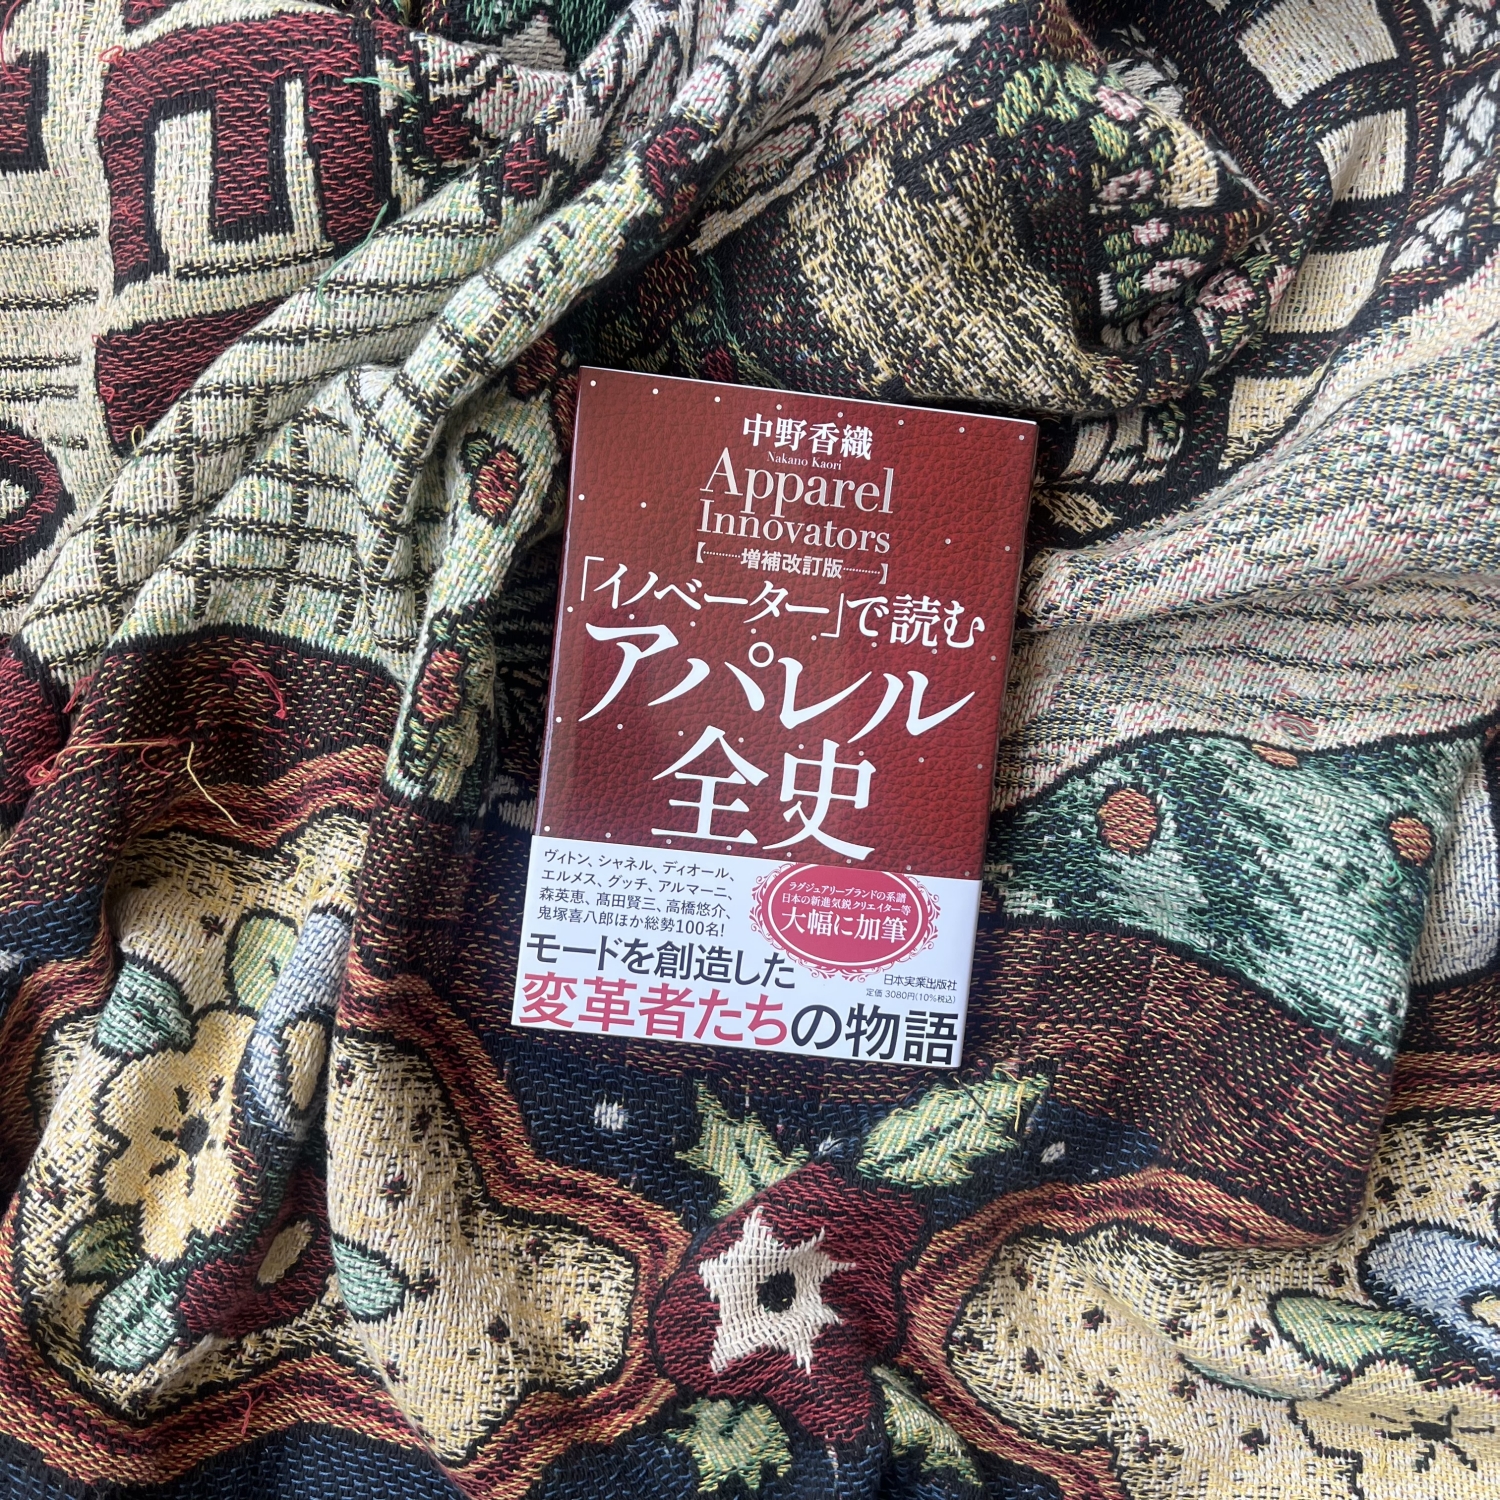 中野香織
Nakano Kaori
Apparel
Innovators
【…………増補改訂版…………】
「イノベーター」で読む
アパレル
全史
ヴィトン、シャネル、ディオール、
エルメス、グッチ、アルマーニ、
森英恵、髙田賢三、高橋悠介、
鬼塚喜八郎ほか総勢100名!
ラグジュアリーブランドの系譜
日本の新進気鋭クリエイター等
大幅に加筆
モードを創造した
変革者たちの物語
日本実業出版社
定価 3080円(10%税込)